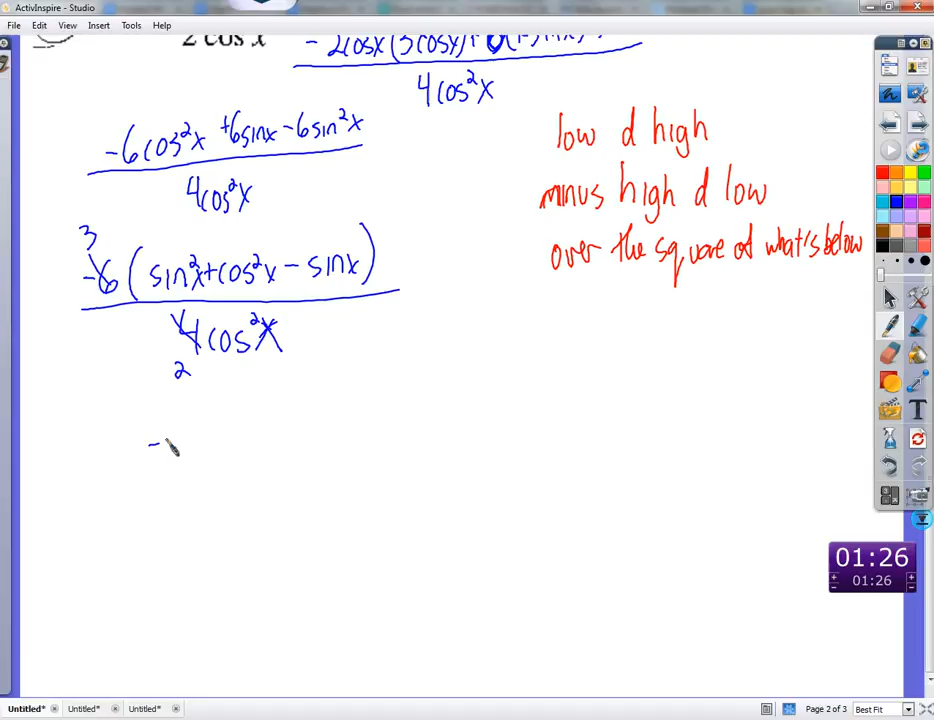 ActivInspire - Studio
File Edit View Insert Tools Help
2 cos x
4cos²x
-6cos²x +6sinx -6sin²x
4cos²x
low d high
minus high d low
over the square of what's below
3
-6 (sin²x+cos²x - sinx)
4cos²x
2
-
01:26
01:26
Untitled* Untitled* Untitled* Page 2 of 3 Best Fit